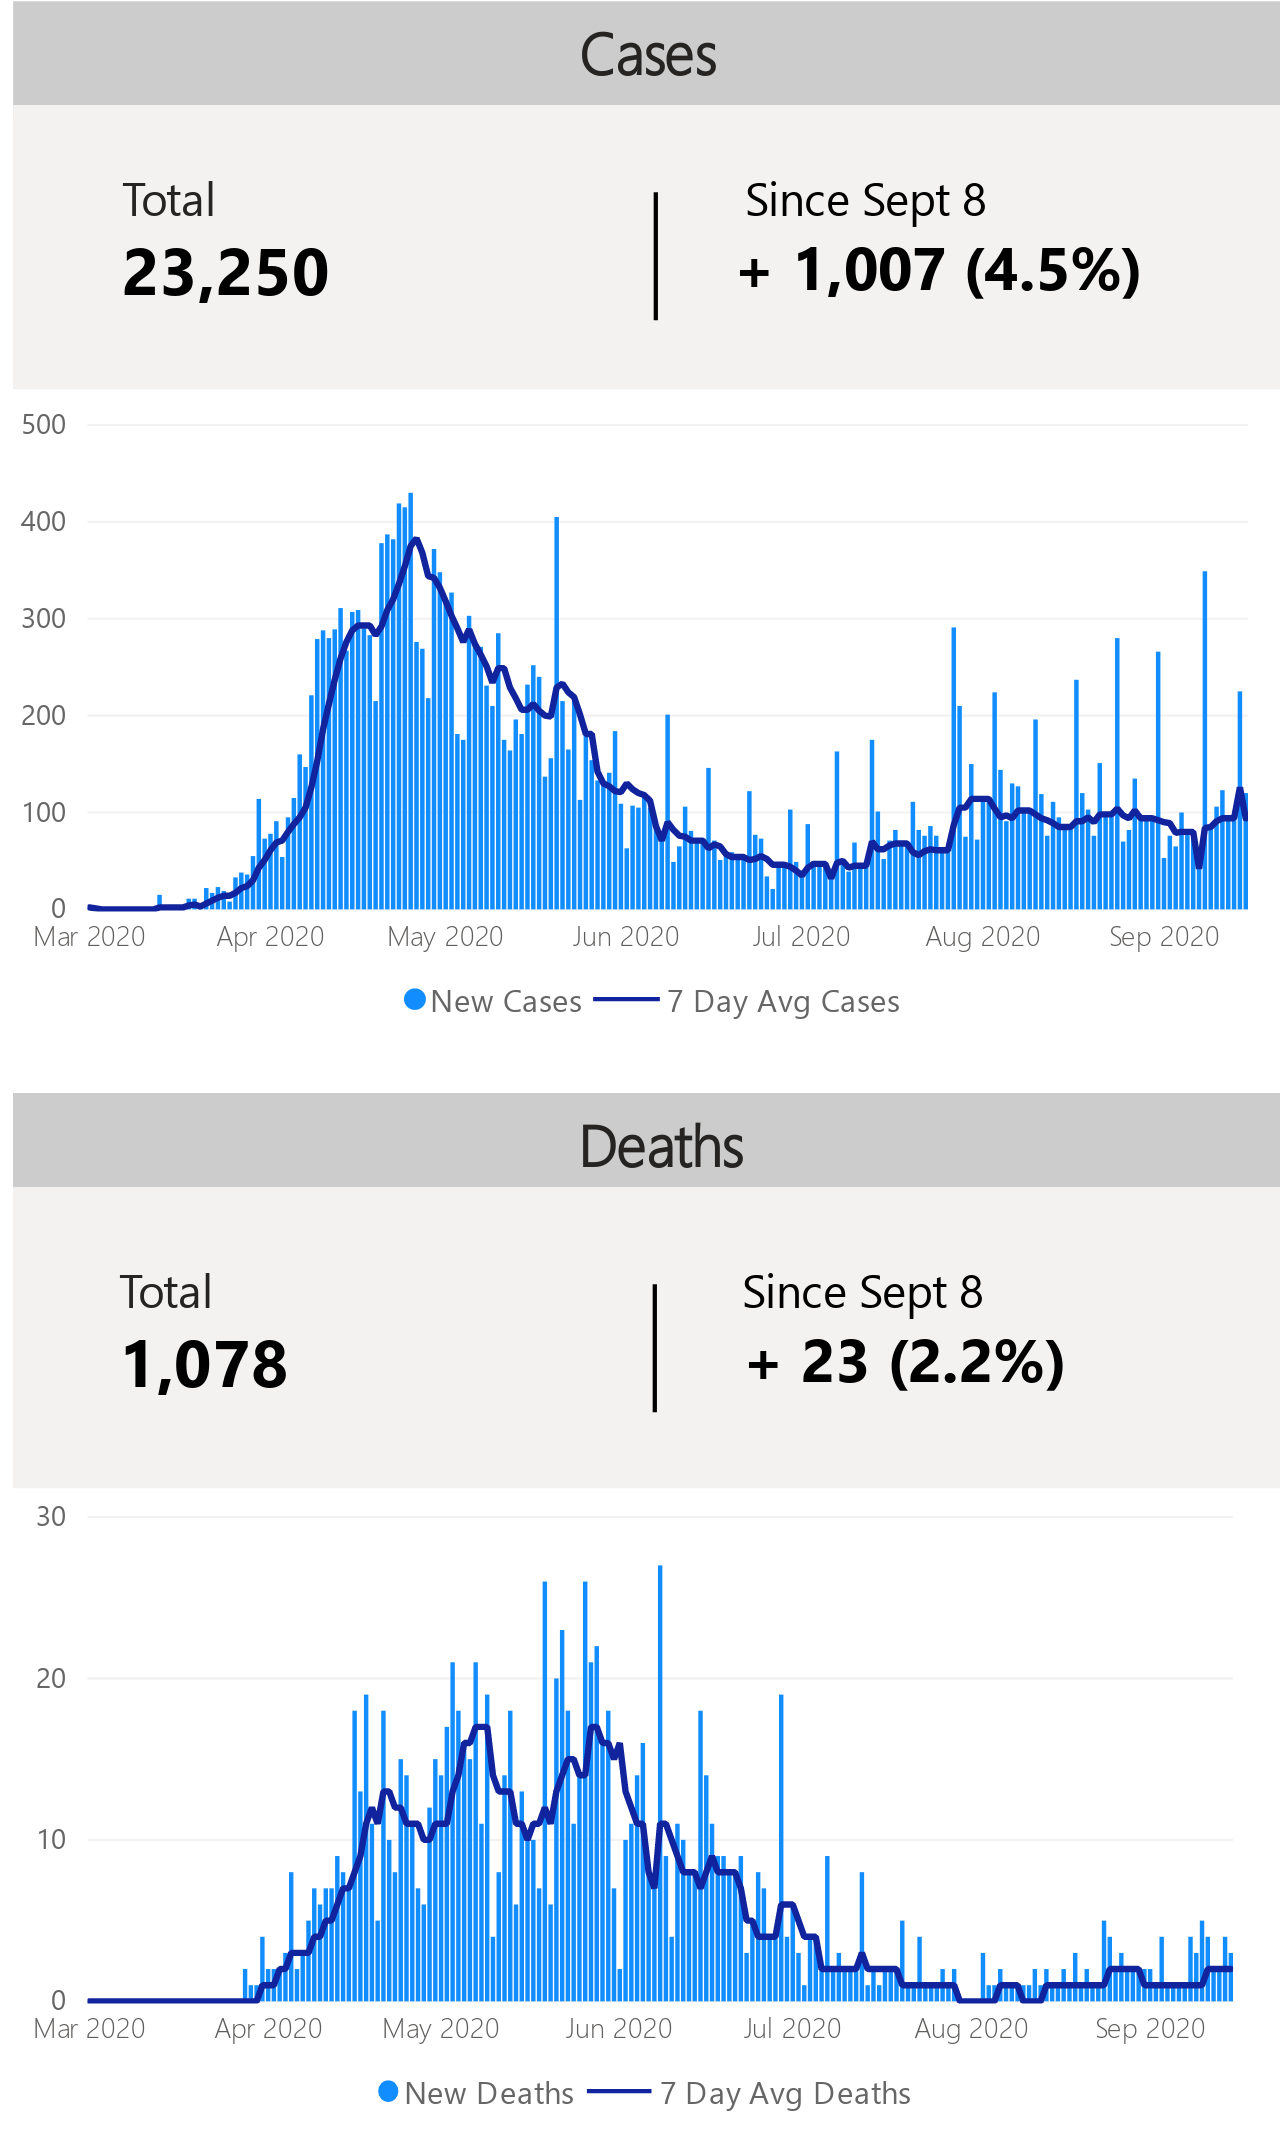 Cases
Total
Since Sept 8
23,250
+ 1,007 (4.5%)
500
400
300
200
100
0
Mar 2020 Apr 2020 May 2020 Jun 2020 Jul 2020 Aug 2020 Sep 2020
New Cases 7 Day Avg Cases
Deaths
Total
Since Sept 8
1,078
+ 23 (2.2%)
30
20
10
0
Mar 2020 Apr 2020 May 2020 Jun 2020 Jul 2020 Aug 2020 Sep 2020
New Deaths 7 Day Avg Deaths